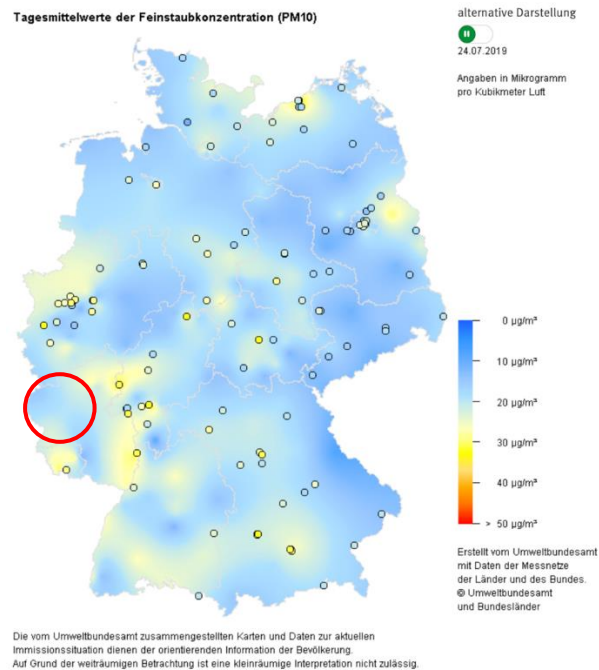 Tagesmittelwerte der Feinstaubkonzentration (PM10)
alternative Darstellung
24.07.2019
Angaben in Mikrogramm
pro Kubikmeter Luft
0 µg/m³
10 µg/m³
20 µg/m³
30 µg/m³
40 µg/m³
> 50 µg/m³
Erstellt vom Umweltbundesamt
mit Daten der Messnetze
der Länder und des Bundes.
© Umweltbundesamt
und Bundesländer
Die vom Umweltbundesamt zusammengestellten Karten und Daten zur aktuellen
Immissionssituation dienen der orientierenden Information der Bevölkerung.
Auf Grund der weiträumigen Betrachtung ist eine kleinräumige Interpretation nicht zulässig.